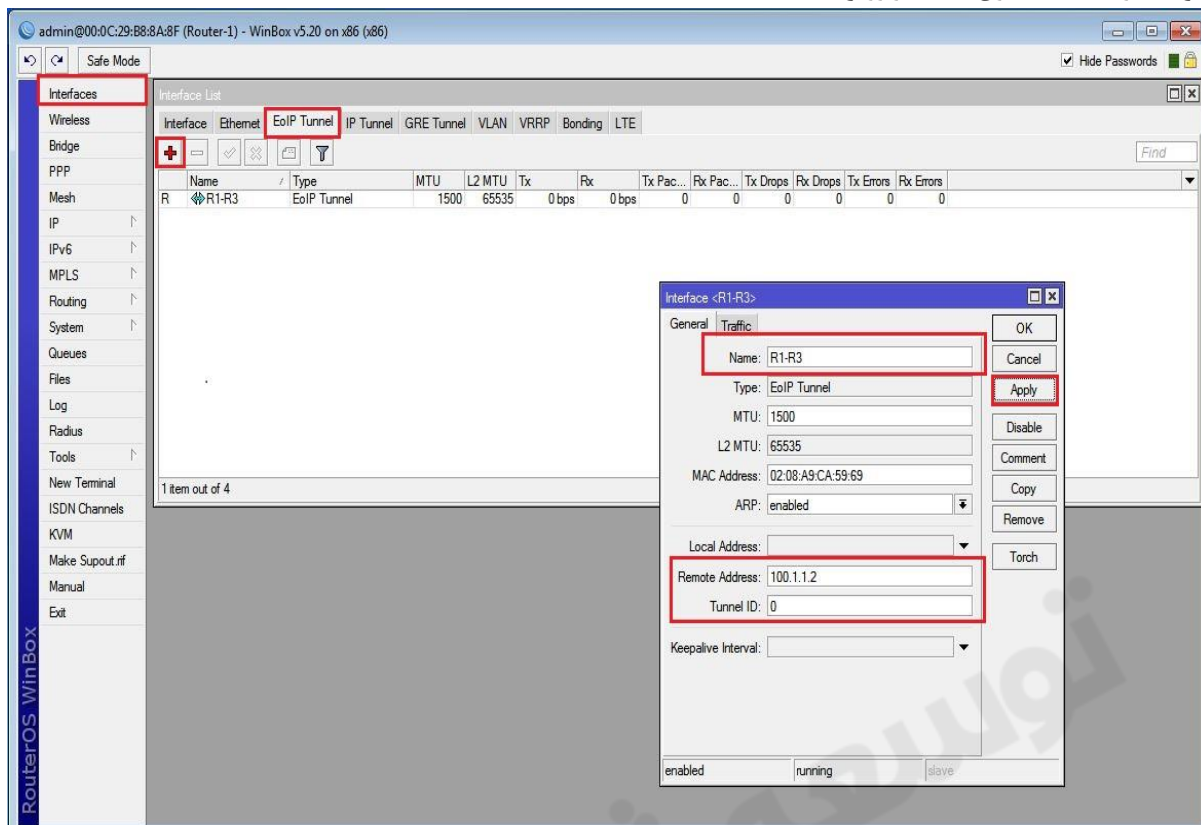 admin@00:0C:29:B8:8A:8F (Router-1) - WinBox v5.20 on x86 (x86)
Safe Mode
Hide Passwords
Interfaces
Wireless
Bridge
PPP
Mesh
IP
IPv6
MPLS
Routing
System
Queues
Files
Log
Radius
Tools
New Terminal
ISDN Channels
KVM
Make Supout.rif
Manual
Exit
RouterOS WinBox
Interface List
Interface Ethernet EoIP Tunnel IP Tunnel GRE Tunnel VLAN VRRP Bonding LTE
Find
Name / Type MTU L2 MTU Tx Rx Tx Pac... Rx Pac... Tx Drops Rx Drops Tx Errors Rx Errors
R R1-R3 EoIP Tunnel 1500 65535 0 bps 0 bps 0 0 0 0 0 0
1 item out of 4
Interface <R1-R3>
General Traffic
Name: R1-R3
Type: EoIP Tunnel
MTU: 1500
L2 MTU: 65535
MAC Address: 02:08:A9:CA:59:69
ARP: enabled
Local Address:
Remote Address: 100.1.1.2
Tunnel ID: 0
Keepalive Interval:
enabled running slave
OK
Cancel
Apply
Disable
Comment
Copy
Remove
Torch